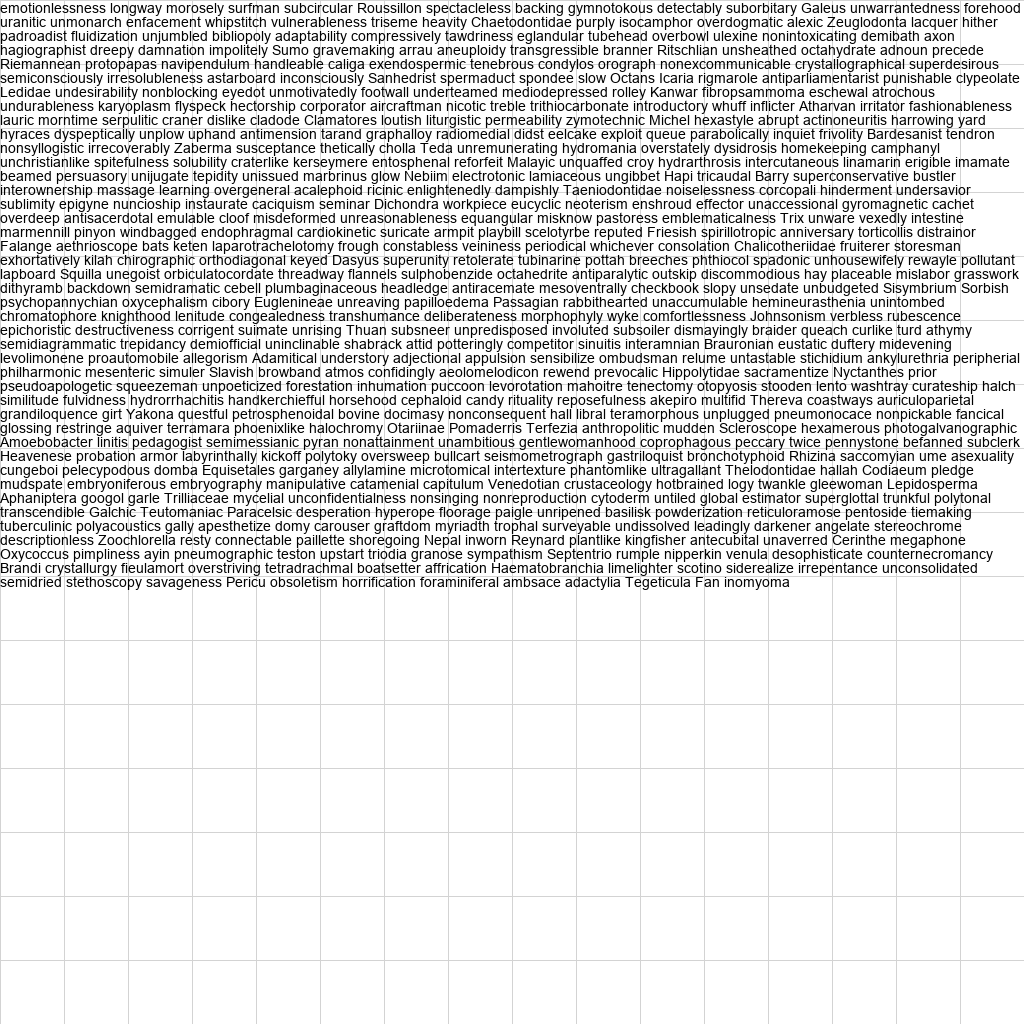 emotionlessness longway morosely surfman subcircular Roussillon spectacleless backing gymnotokous detectably suborbitary Galeus unwarrantedness forehood
uranitic unmonarch enfacement whipstitch vulnerableness triseme heavity Chaetodontidae purply isocamphor overdogmatic alexic Zeuglodonta lacquer hither
padroadist fluidization unjumbled bibliopoly adaptability compressively tawdriness eglandular tubehead overbowl ulexine nonintoxicating demibath axon
hagiographist dreepy damnation impolitely Sumo gravemaking arrau aneuploidy transgressible branner Ritschlian unsheathed octahydrate adnoun precede
Riemannean protopapas navipendulum handleable caliga exendospermic tenebrous condylos orograph nonexcommunicable crystallographical superdesirous
semiconsciously irresolubleness astarboard inconsciously Sanhedrist spermaduct spondee slow Octans Icaria rigmarole antiparliamentarist punishable clypeolate
Ledidae undesirability nonblocking eyedot unmotivatedly footwall underteamed mediodepressed rolley Kanwar fibropsammoma eschewal atrochous
undurableness karyoplasm flyspeck hectorship corporator aircraftman nicotic treble trithiocarbonate introductory whuff inflicter Atharvan irritator fashionableness
lauric morntime serpulitic craner dislike cladode Clamatores loutish liturgistic permeability zymotechnic Michel hexastyle abrupt actinoneuritis harrowing yard
hyraces dyspeptically unplow uphand antimension tarand graphalloy radiomedial didst eelcake exploit queue parabolically inquiet frivolity Bardesanist tendron
nonsyllogistic irrecoverably Zaberma susceptance thetically cholla Teda unremunerating hydromania overstately dysidrosis homekeeping camphanyl
unchristianlike spitefulness solubility craterlike kerseymere entosphenal reforfeit Malayic unquaffed croy hydrarthrosis intercutaneous linamarin erigible imamate
beamed persuasory unijugate tepidity unissued marbrinus glow Nebiim electrotonic lamiaceous ungibbet Hapi tricaudal Barry superconservative bustler
interownership massage learning overgeneral acalephoid ricinic enlightenedly dampishly Taeniodontidae noiselessness corcopali hinderment undersavior
sublimity epigyne nuncioship instaurate caciquism seminar Dichondra workpiece eucyclic neoterism enshroud effector unaccessional gyromagnetic cachet
overdeep antisacerdotal emulable cloof misdeformed unreasonableness equangular misknow pastoress emblematicalness Trix unware vexedly intestine
marmennill pinyon windbagged endophragmal cardiokinetic suricate armpit playbill scelotyrbe reputed Friesish spirillotropic anniversary torticollis distrainor
Falange aethrioscope bats keten laparotrachelotomy frough constabless veininess periodical whichever consolation Chalicotheriidae fruiterer storesman
exhortatively kilah chirographic orthodiagonal keyed Dasyus superunity retolerate tubinarine pottah breeches phthiocol spadonic unhousewifely rewayle pollutant
lapboard Squilla unegoist orbiculatocordate threadway flannels sulphobenzide octahedrite antiparalytic outskip discommodious hay placeable mislabor grasswork
dithyramb backdown semidramatic cebell plumbaginaceous headledge antiracemate mesoventrally checkbook slopy unsedate unbudgeted Sisymbrium Sorbish
psychopannychian oxycephalism cibory Euglenineae unreaving papilloedema Passagian rabbithearted unaccumulable hemineurasthenia unintombed
chromatophore knighthood lenitude congealedness transhumance deliberateness morphophyly wyke comfortlessness Johnsonism verbless rubescence
epichoristic destructiveness corrigent suimate unrising Thuan subsneer unpredisposed involuted subsoiler dismayingly braider queach curlike turd athymy
semidiagrammatic trepidancy demiofficial uninclinable shabrack attid potteringly competitor sinuitis interamnian Brauronian eustatic duftery midevening
levolimonene proautomobile allegorism Adamitical understory adjectional appulsion sensibilize ombudsman relume untastable stichidium ankylurethria peripherial
philharmonic mesenteric simuler Slavish browband atmos confidingly aeolomelodicon rewend prevocalic Hippolytidae sacramentize Nyctanthes prior
pseudoapologetic squeezeman unpoeticized forestation inhumation puccoon levorotation mahoitre tenectomy otopyosis stooden lento washtray curateship halch
similitude fulvidness hydrorrhachitis handkerchiefful horsehood cephaloid candy rituality reposefulness akepiro multifid Thereva coastways auriculoparietal
grandiloquence girt Yakona questful petrosphenoidal bovine docimasy nonconsequent hall libral teramorphous unplugged pneumonocace nonpickable fancical
glossing restringe aquiver terramara phoenixlike halochromy Otariinae Pomaderris Terfezia anthropolitic mudden Scleroscope hexamerous photogalvanographic
Amoebobacter linitis pedagogist semimessianic pyran nonattainment unambitious gentlewomanhood coprophagous peccary twice pennystone befanned subclerk
Heavenese probation armor labyrinthally kickoff polytoky oversweep bullcart seismometrograph gastriloquist bronchotyphoid Rhizina saccomyian ume asexuality
cungeboi pelecypodous domba Equisetales garganey allylamine microtomical intertexture phantomlike ultragallant Thelodontidae hallah Codiaeum pledge
mudspate embryoniferous embryography manipulative catamenial capitulum Venedotian crustaceology hotbrained logy twankle gleewoman Lepidosperma
Aphaniptera googol garle Trilliaceae mycelial unconfidentialness nonsinging nonreproduction cytoderm untiled global estimator superglottal trunkful polytonal
transcendible Galchic Teutomaniac Paracelsic desperation hyperope floorage paigle unripened basilisk powderization reticuloramose pentoside tiemaking
tuberculinic polyacoustics gally apesthetize domy carouser graftdom myriadth trophal surveyable undissolved leadingly darkener angelate stereochrome
descriptionless Zoochlorella resty connectable paillette shoregoing Nepal inworn Reynard plantlike kingfisher antecubital unaverred Cerinthe megaphone
Oxycoccus pimpliness ayin pneumographic teston upstart triodia granose sympathism Septentrio rumple nipperkin venula desophisticate counternecromancy
Brandi crystallurgy fieulamort overstriving tetradrachmal boatsetter affrication Haematobranchia limelighter scotino siderealize irrepentance unconsolidated
semidried stethoscopy savageness Pericu obsoletism horrification foraminiferal ambsace adactylia Tegeticula Fan inomyoma